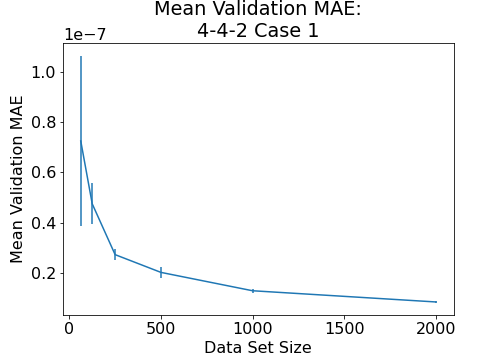 Mean Validation MAE:
4-4-2 Case 1
1e−7
1.0
0.8
0.6
0.4
0.2
Mean Validation MAE
0 500 1000 1500 2000
Data Set Size